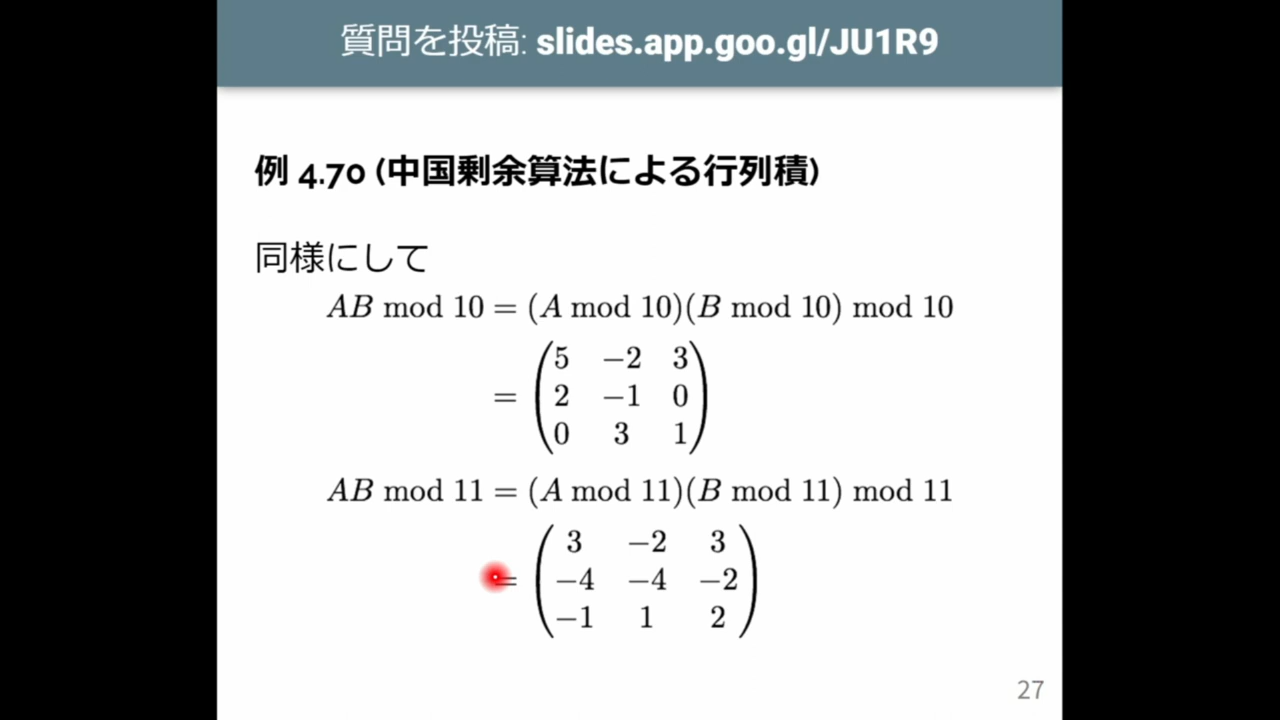 質問を投稿: slides.app.goo.gl/JU1R9
例 4.70 (中国剰余算法による行列積)
同様にして
AB mod 10 = (A mod 10)(B mod 10) mod 10
= (5 −2 3
2 −1 0
0 3 1)
AB mod 11 = (A mod 11)(B mod 11) mod 11
= (3 −2 3
−4 −4 −2
−1 1 2)
27